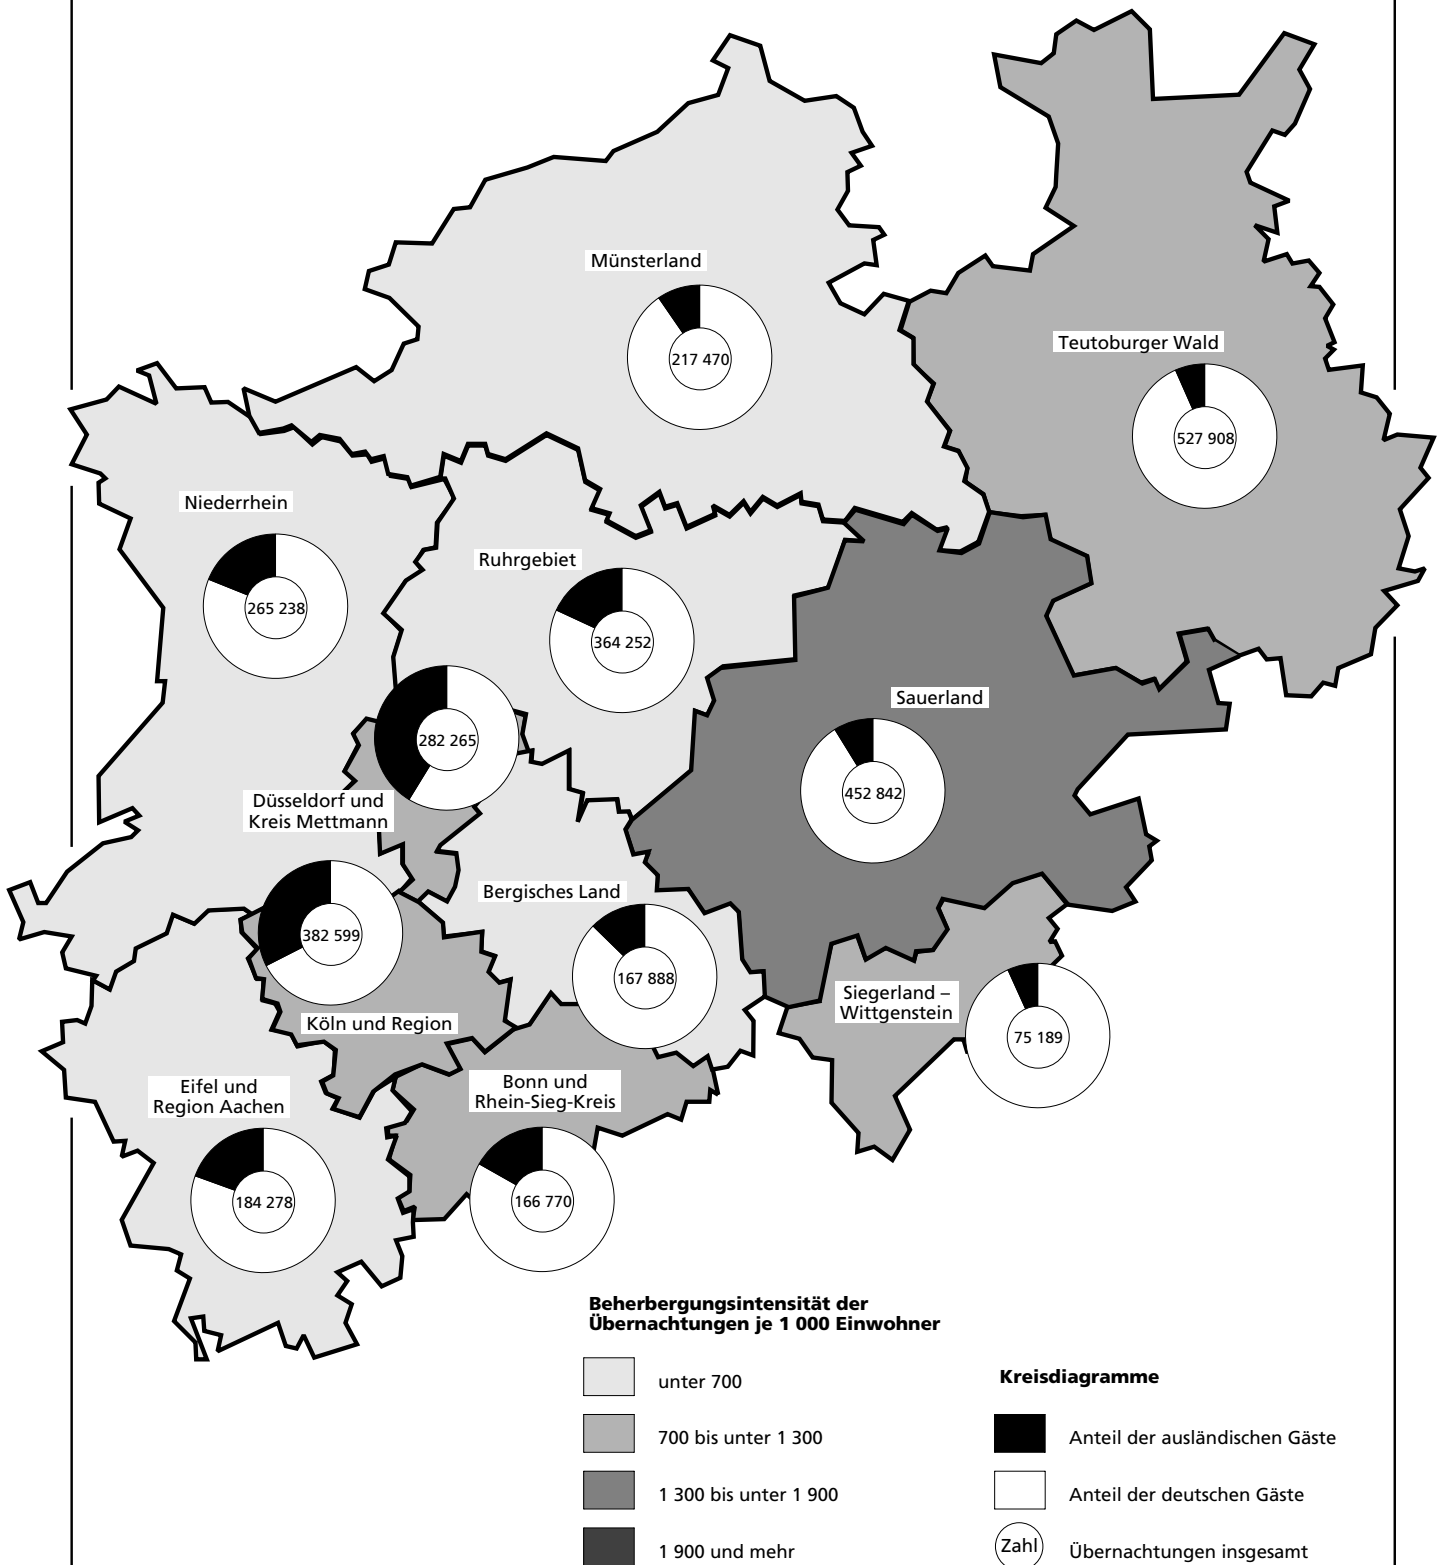 Münsterland
217 470
Teutoburger Wald
527 908
Niederrhein
265 238
Ruhrgebiet
364 252
Sauerland
452 842
282 265
Düsseldorf und
Kreis Mettmann
382 599
Köln und Region
Bergisches Land
167 888
Siegerland –
Wittgenstein
75 189
Eifel und
Region Aachen
184 278
Bonn und
Rhein-Sieg-Kreis
166 770
Beherbergungsintensität der
Übernachtungen je 1 000 Einwohner
unter 700
700 bis unter 1 300
1 300 bis unter 1 900
1 900 und mehr
Kreisdiagramme
Anteil der ausländischen Gäste
Anteil der deutschen Gäste
Zahl
Übernachtungen insgesamt